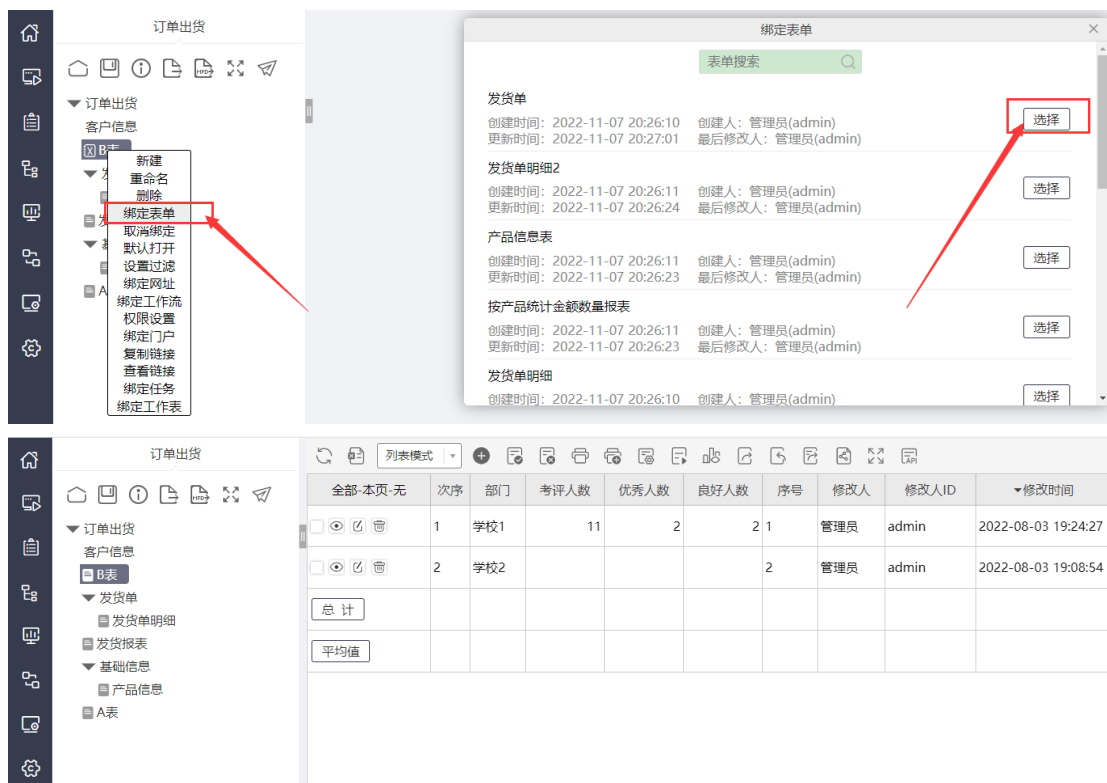 订单出货
订单出货
客户信息
B表
新建
重命名
删除
绑定表单
取消绑定
默认打开
设置过滤
绑定网址
绑定工作流
权限设置
绑定门户
复制链接
查看链接
绑定任务
绑定工作表
绑定表单
表单搜索
发货单
创建时间：2022-11-07 20:26:10 创建人：管理员(admin)
更新时间：2022-11-07 20:27:01 最后修改人：管理员(admin)
选择
发货单明细2
创建时间：2022-11-07 20:26:11 创建人：管理员(admin)
更新时间：2022-11-07 20:26:24 最后修改人：管理员(admin)
选择
产品信息表
创建时间：2022-11-07 20:26:11 创建人：管理员(admin)
更新时间：2022-11-07 20:26:23 最后修改人：管理员(admin)
选择
按产品统计金额数量报表
创建时间：2022-11-07 20:26:11 创建人：管理员(admin)
更新时间：2022-11-07 20:26:23 最后修改人：管理员(admin)
选择
发货单明细
创建时间：2022-11-07 20:26:10 创建人：管理员(admin)
选择
订单出货
订单出货
客户信息
B表
发货单
发货单明细
发货报表
基础信息
产品信息
A表
列表模式
API
全部-本页-无 次序 部门 考评人数 优秀人数 良好人数 序号 修改人 修改人ID 修改时间
1 学校1 11 2 2 1 管理员 admin 2022-08-03 19:24:27
2 学校2 2 管理员 admin 2022-08-03 19:08:54
总 计
平均值